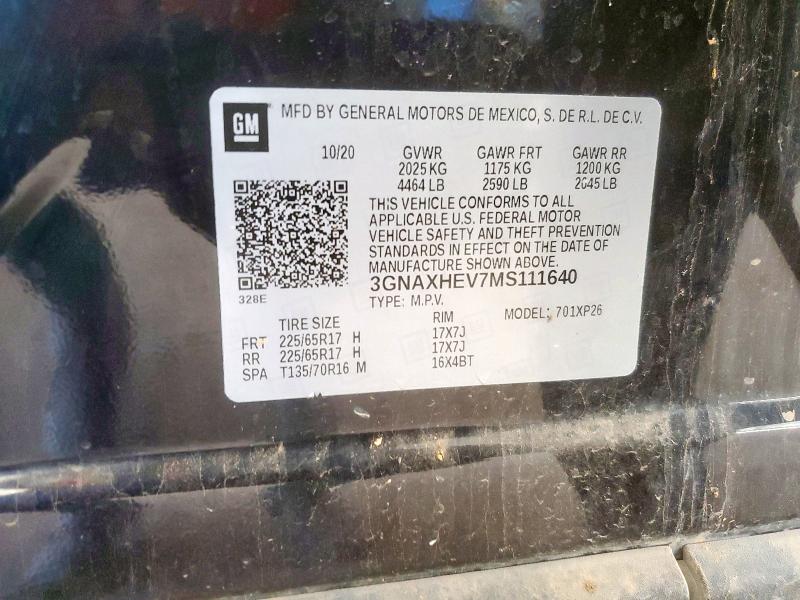 GM MFD BY GENERAL MOTORS DE MEXICO, S. DE R.L. DE C.V.
10/20 GVWR GAWR FRT GAWR RR
2025 KG 1175 KG 1200 KG
4464 LB 2590 LB 2645 LB
THIS VEHICLE CONFORMS TO ALL
APPLICABLE U.S. FEDERAL MOTOR
VEHICLE SAFETY AND THEFT PREVENTION
STANDARDS IN EFFECT ON THE DATE OF
MANUFACTURE SHOWN ABOVE.
3GNAXHEV7MS111640
328E TYPE: M.P.V. MODEL: 701XP26
TIRE SIZE RIM
FRT 225/65R17 H 17X7J
RR 225/65R17 H 17X7J
SPA T135/70R16 M 16X4BT